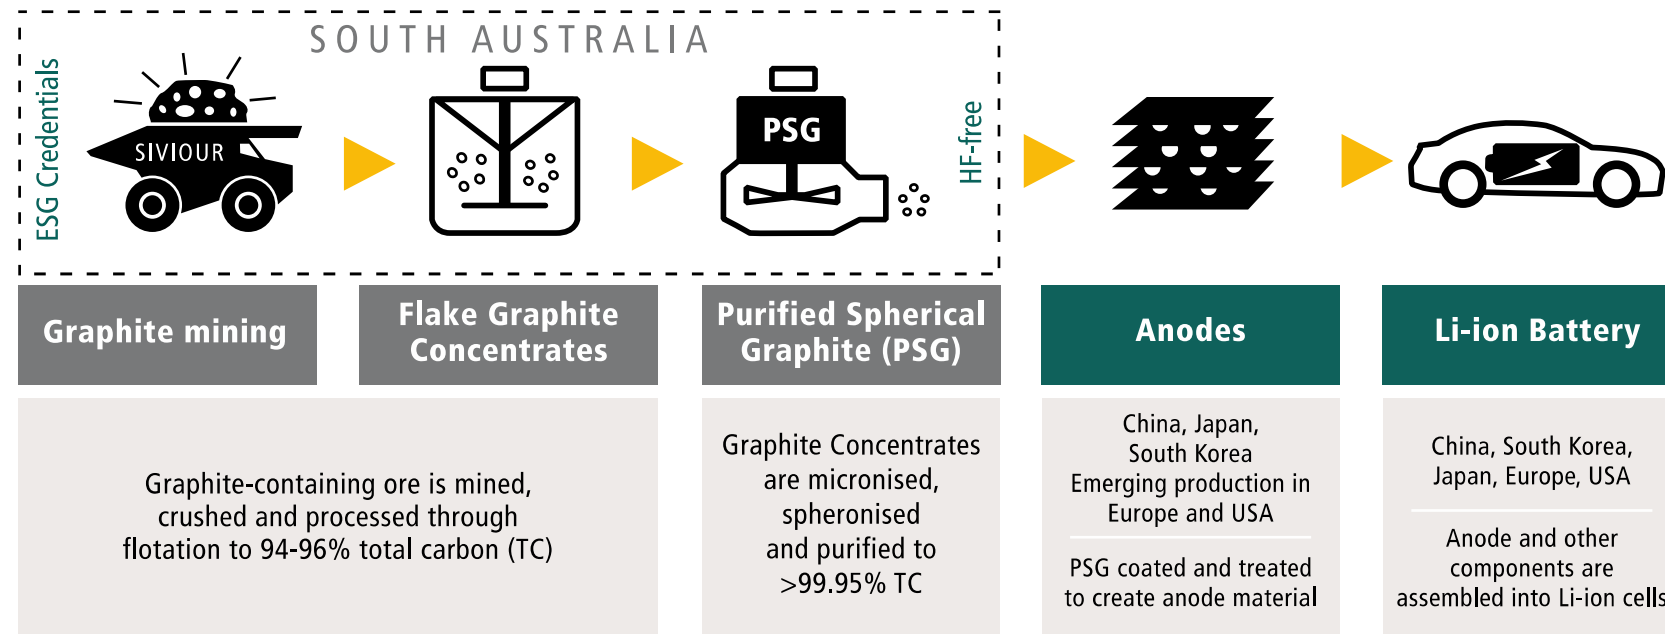 SOUTH AUSTRALIA
ESG Credentials
SIVIOUR
PSG
HF-free
Graphite mining
Flake Graphite
Concentrates
Purified Spherical
Graphite (PSG)
Anodes
Li-ion Battery
Graphite-containing ore is mined,
crushed and processed through
flotation to 94-96% total carbon (TC)
Graphite Concentrates
are micronised,
spheronised
and purified to
>99.95% TC
China, Japan,
South Korea
Emerging production in
Europe and USA
PSG coated and treated
to create anode material
China, South Korea,
Japan, Europe, USA
Anode and other
components are
assembled into Li-ion cells